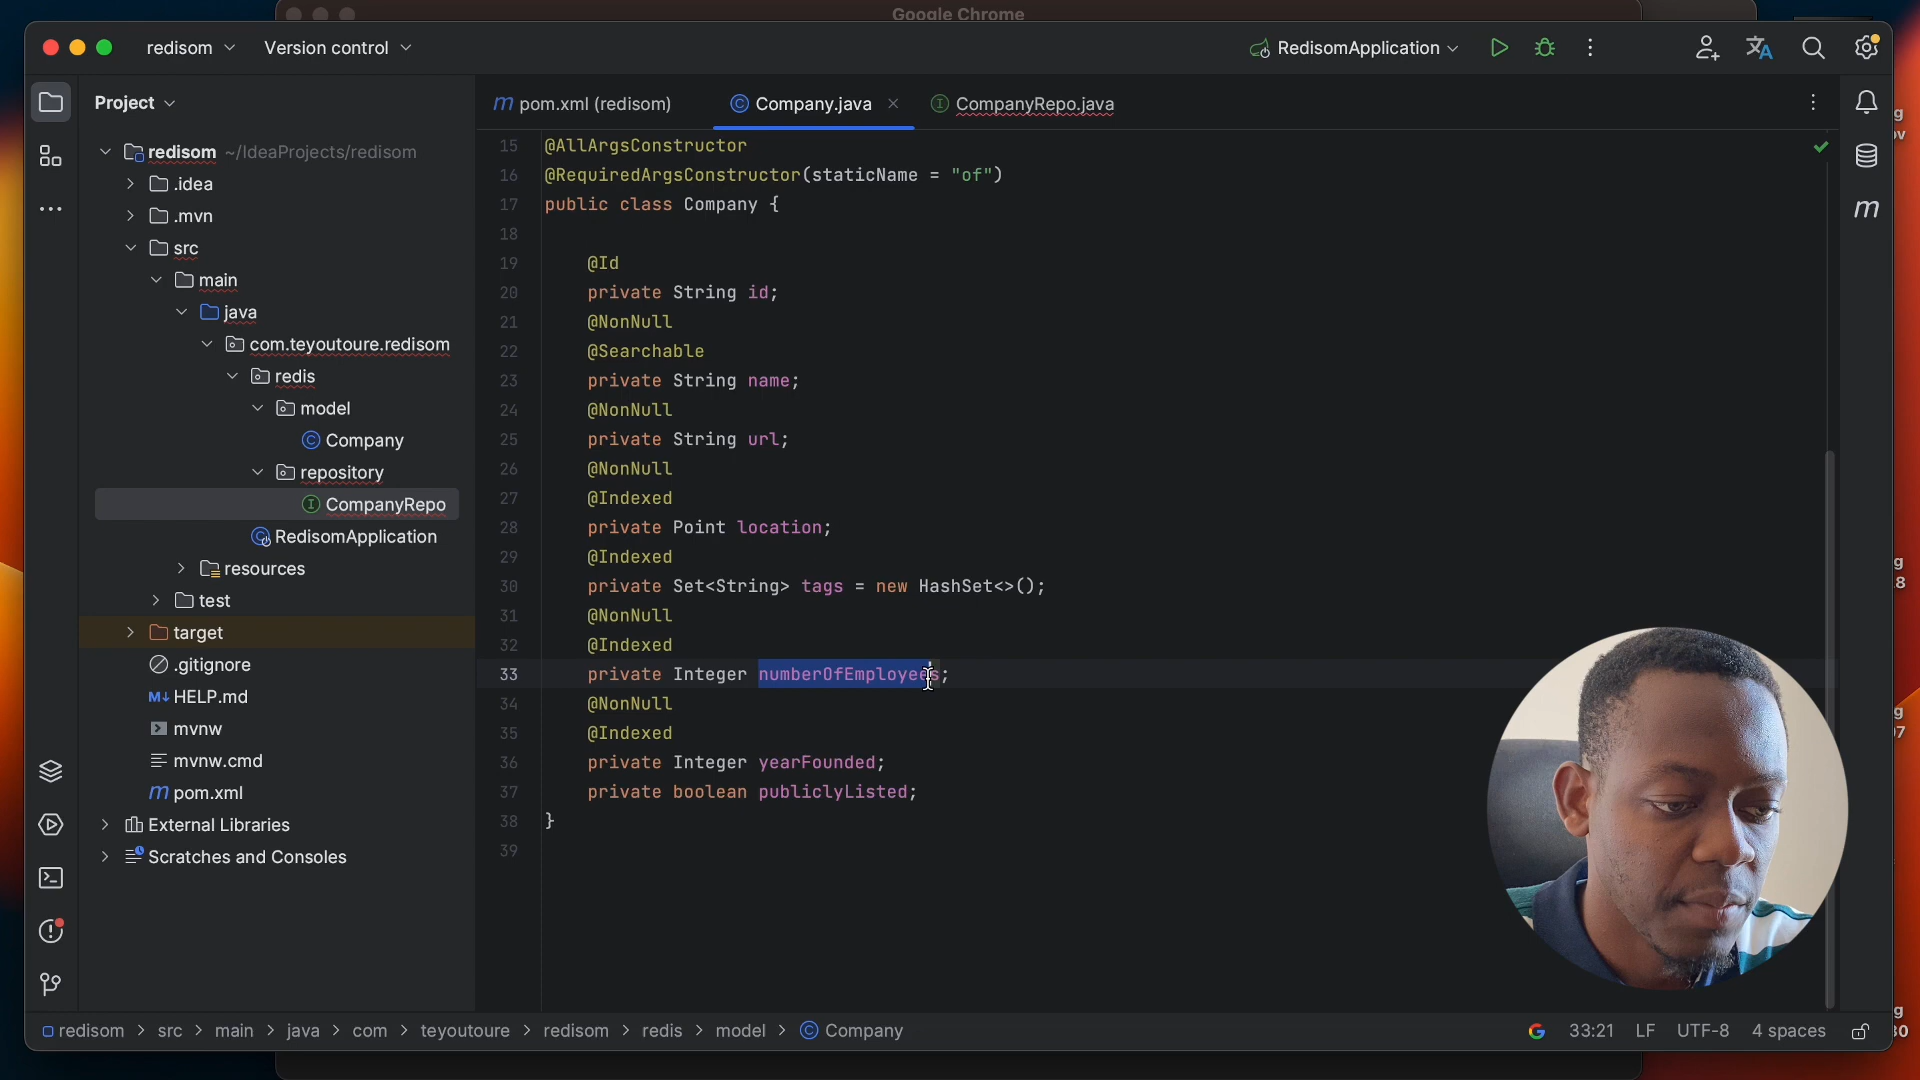 Google Chrome
redisom
Version control
RedisomApplication
Project
pom.xml (redisom)
Company.java
CompanyRepo.java
redisom ~/IdeaProjects/redisom
.idea
.mvn
src
main
java
com.teyoutoure.redisom
redis
model
Company
repository
CompanyRepo
RedisomApplication
resources
test
target
.gitignore
HELP.md
mvnw
mvnw.cmd
pom.xml
External Libraries
Scratches and Consoles
15 @AllArgsConstructor
16 @RequiredArgsConstructor(staticName = "of")
17 public class Company {
18
19 @Id
20 private String id;
21 @NonNull
22 @Searchable
23 private String name;
24 @NonNull
25 private String url;
26 @NonNull
27 @Indexed
28 private Point location;
29 @Indexed
30 private Set<String> tags = new HashSet<>();
31 @NonNull
32 @Indexed
33 private Integer numberOfEmployees;
34 @NonNull
35 @Indexed
36 private Integer yearFounded;
37 private boolean publiclyListed;
38 }
39
redisom > src > main > java > com > teyoutoure > redisom > redis > model > Company
33:21 LF UTF-8 4 spaces